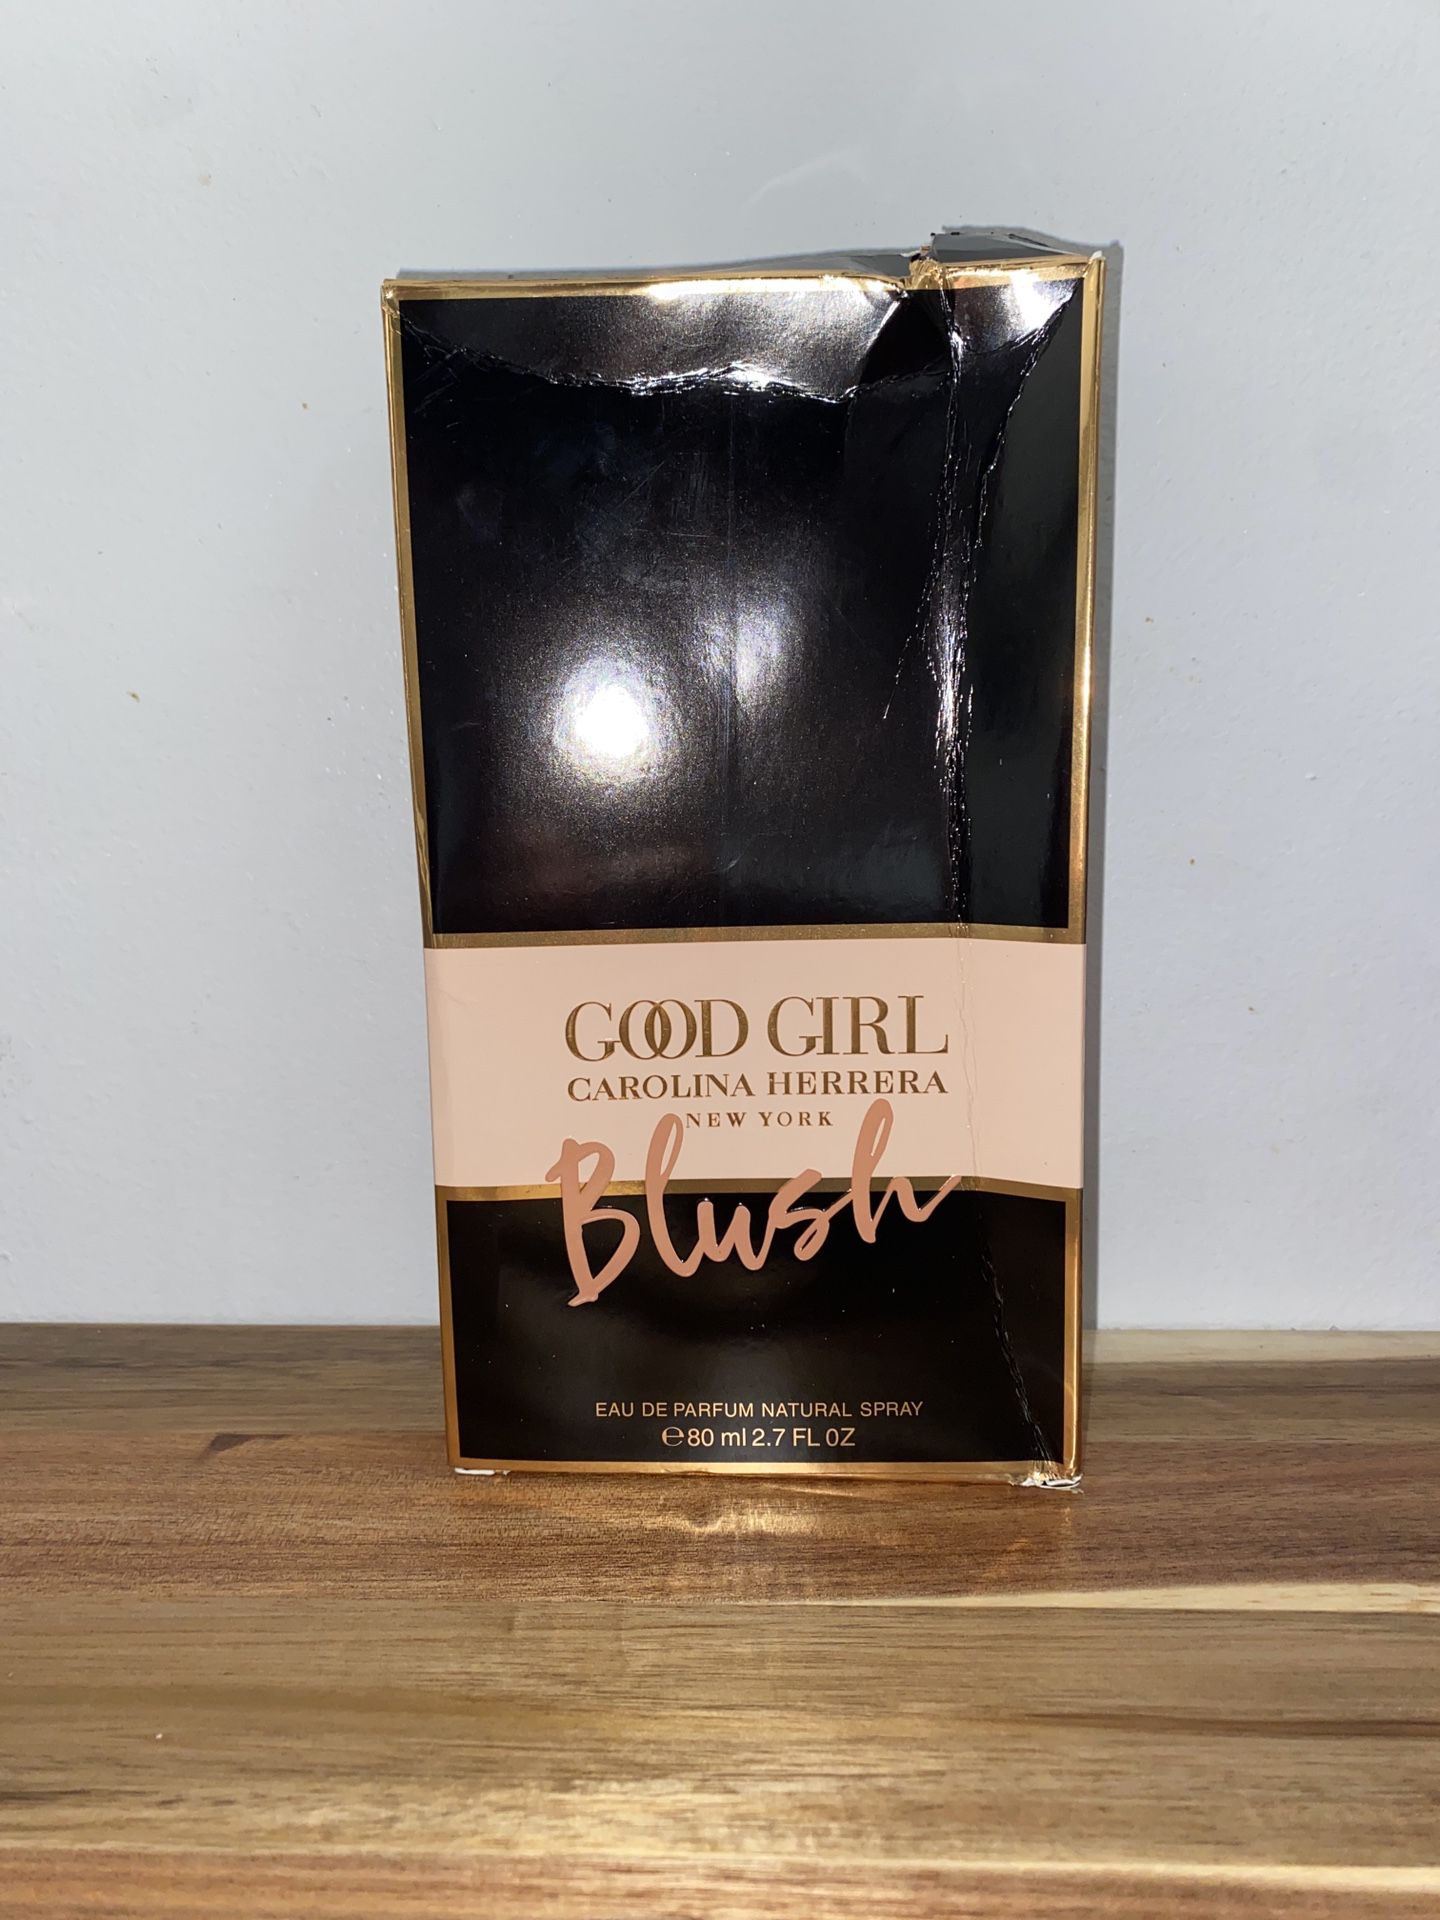 GOOD GIRL
CAROLINA HERRERA
NEW YORK
Blush
EAU DE PARFUM NATURAL SPRAY
℮80 ml 2.7 FL OZ